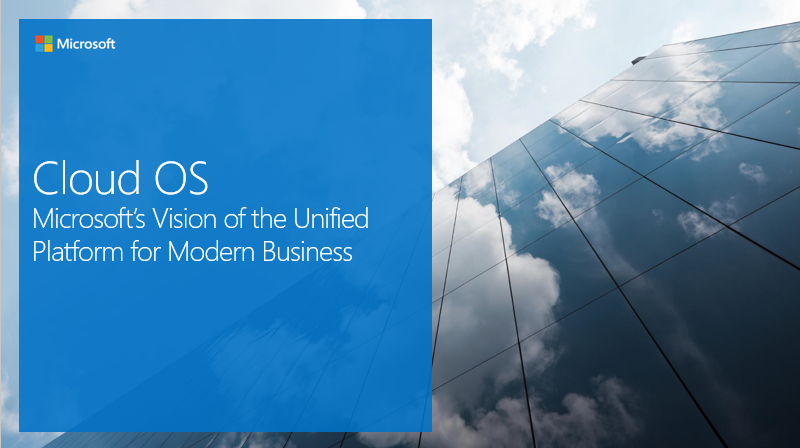 Microsoft
Cloud OS
Microsoft’s Vision of the Unified
Platform for Modern Business